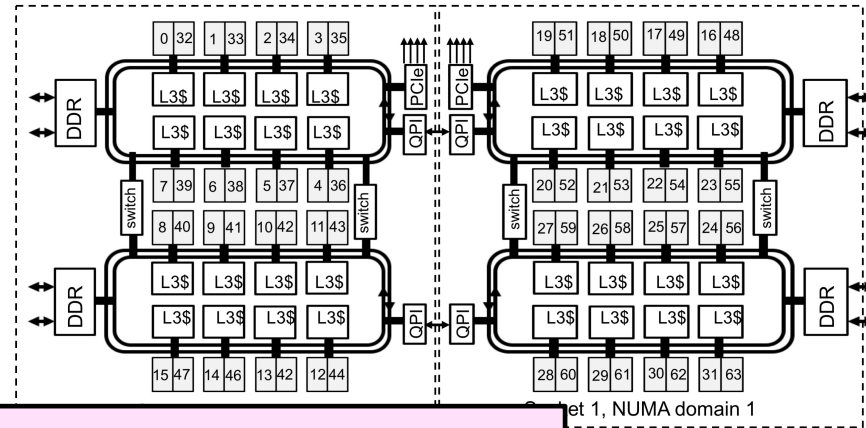 0 32 1 33 2 34 3 35 19 51 18 50 17 49 16 48
PCIe PCIe
L3$ L3$ L3$ L3$ L3$ L3$ L3$ L3$
DDR DDR
L3$ L3$ L3$ L3$ QPI QPI L3$ L3$ L3$ L3$
7 39 6 38 5 37 4 36 20 52 21 53 22 54 23 55
switch switch switch switch
8 40 9 41 10 42 11 43 27 59 26 58 25 57 24 56
L3$ L3$ L3$ L3$ L3$ L3$ L3$ L3$
DDR DDR
L3$ L3$ L3$ L3$ QPI QPI L3$ L3$ L3$ L3$
15 47 14 46 13 42 12 44 28 60 29 61 30 62 31 63
et 1, NUMA domain 1